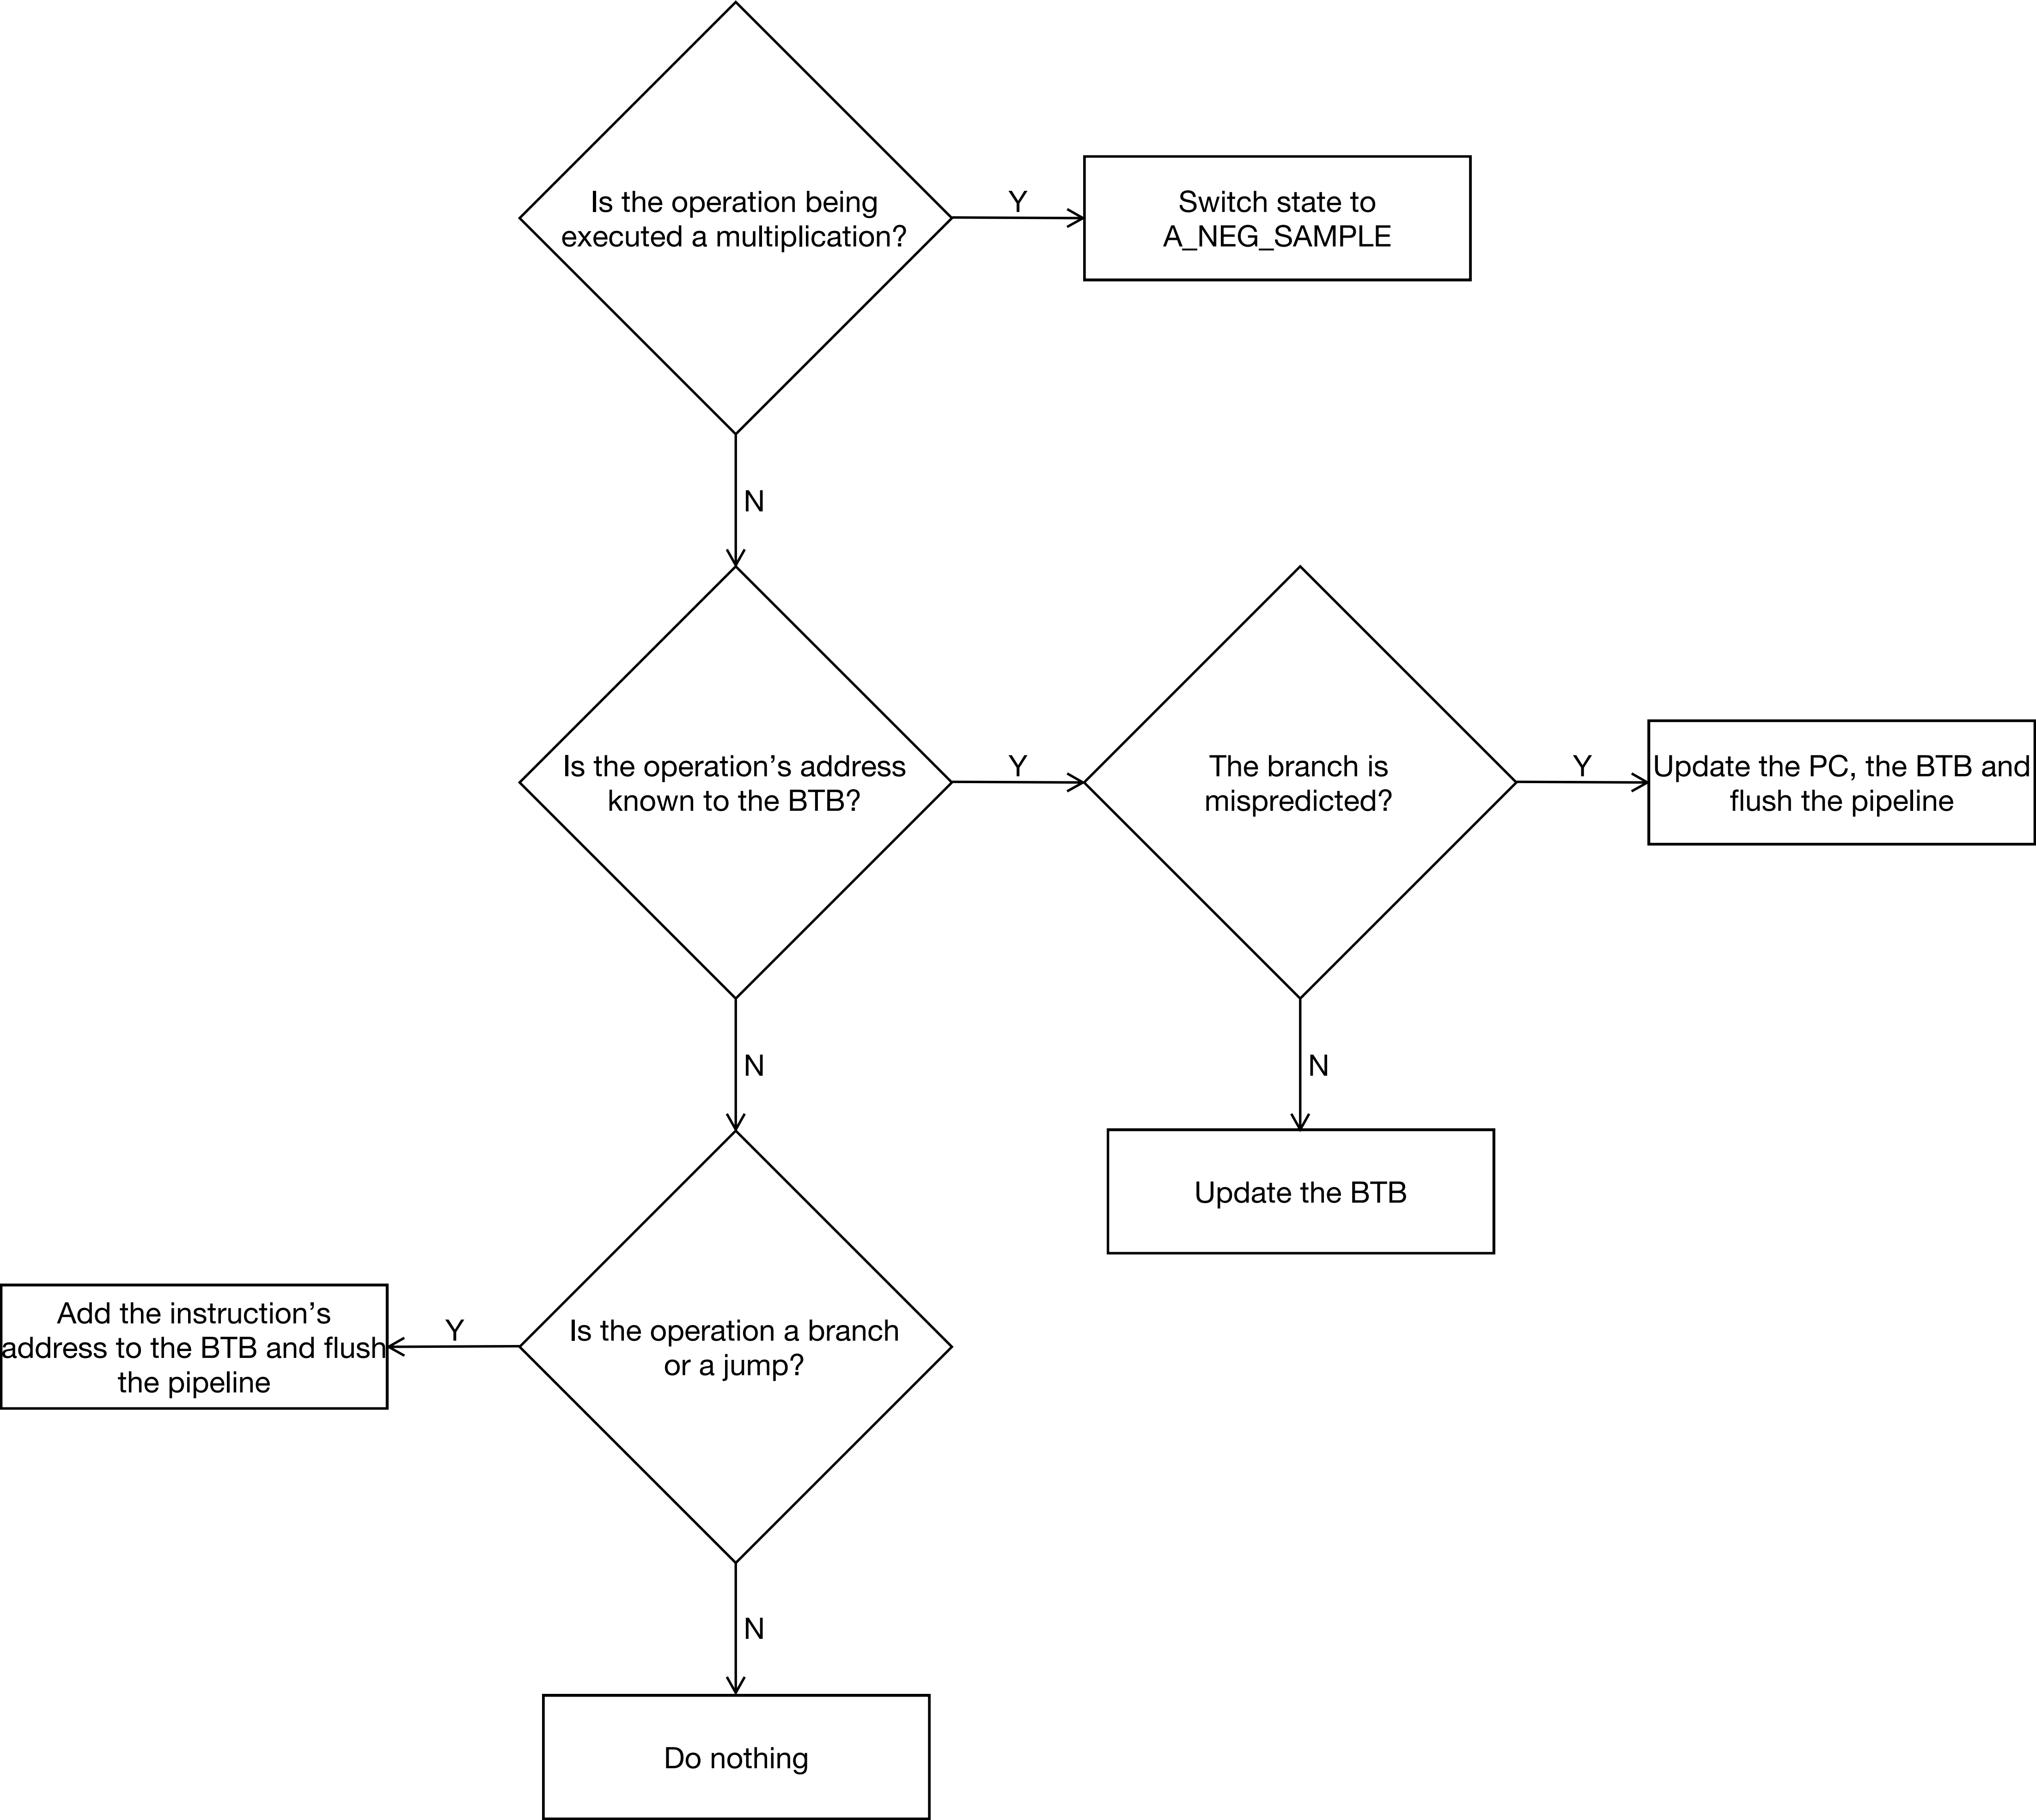 Is the operation being
executed a multiplication?
Y
Switch state to
A_NEG_SAMPLE
N
Is the operation’s address
known to the BTB?
Y
The branch is
mispredicted?
Y
Update the PC, the BTB and
flush the pipeline
N
N
Update the BTB
Add the instruction’s
address to the BTB and flush
the pipeline
Y
Is the operation a branch
or a jump?
N
Do nothing